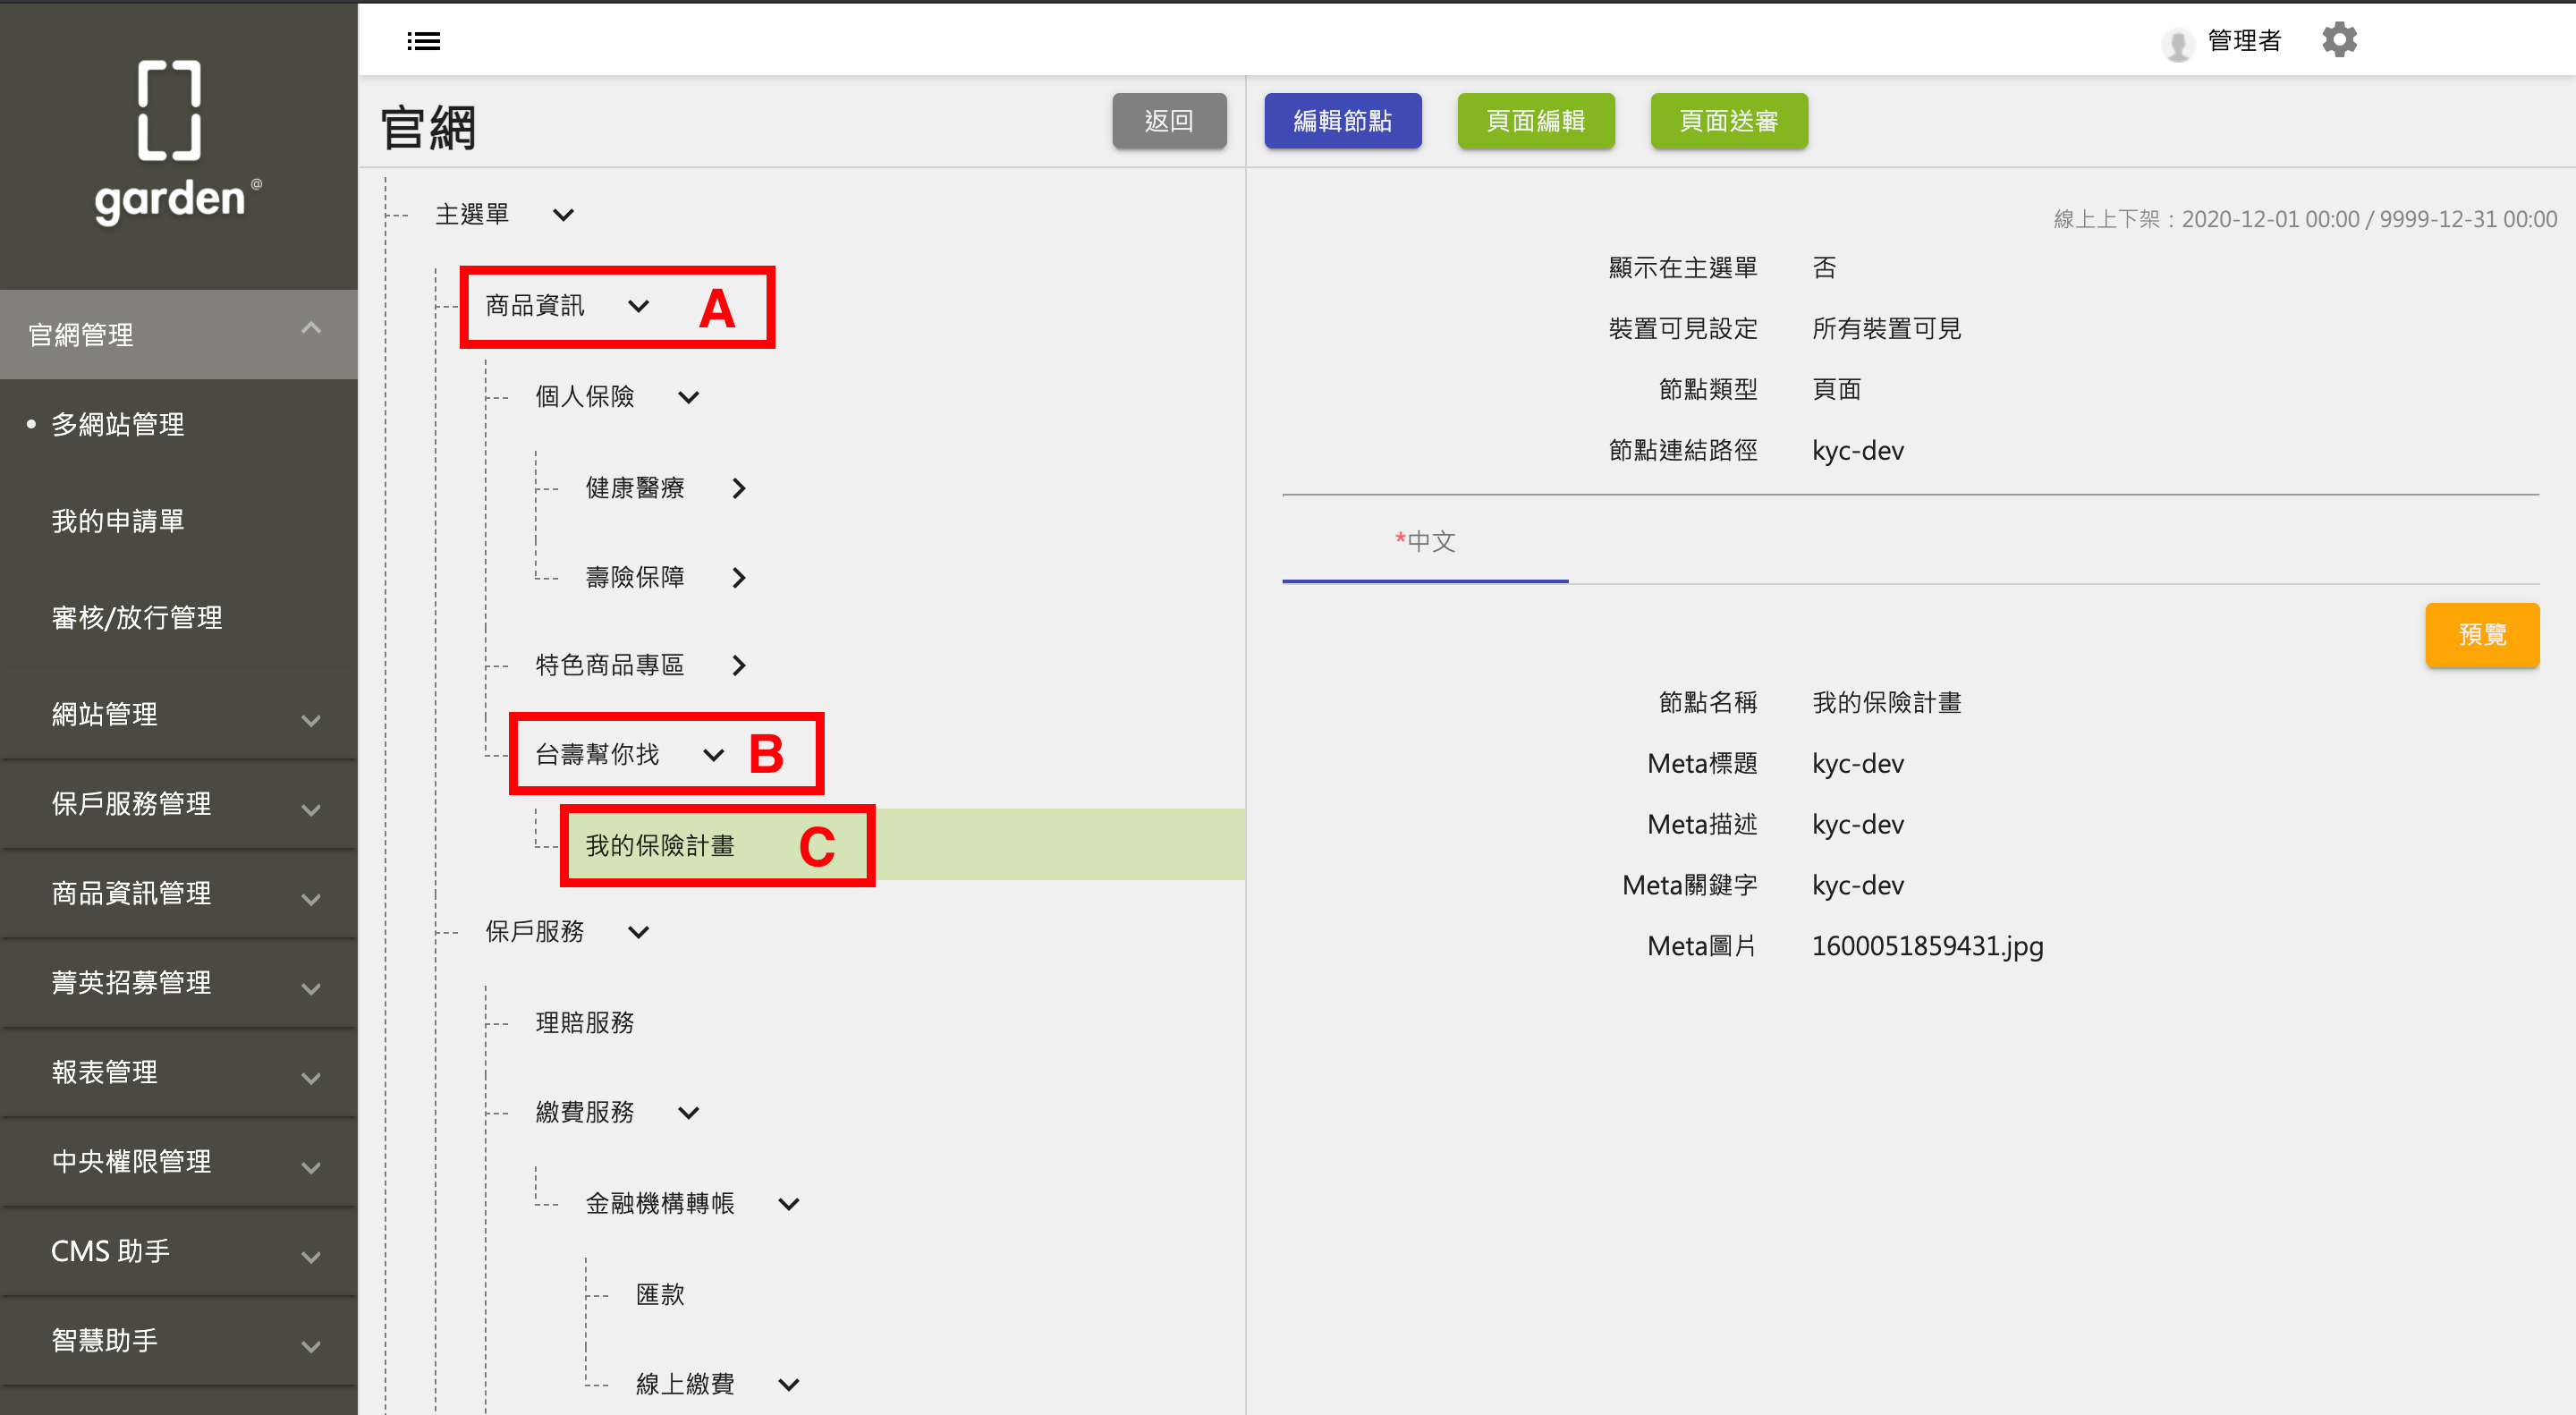 管理者
garden@
官網管理
多網站管理
我的申請單
審核/放行管理
網站管理
保戶服務管理
商品資訊管理
菁英招募管理
報表管理
中央權限管理
CMS 助手
智慧助手
官網
返回
主選單
商品資訊 A
個人保險
健康醫療
壽險保障
特色商品專區
台壽幫你找 B
我的保險計畫 C
保戶服務
理賠服務
繳費服務
金融機構轉帳
匯款
線上繳費
編輯節點 頁面編輯 頁面送審
線上上下架：2020-12-01 00:00 / 9999-12-31 00:00
顯示在主選單 否
裝置可見設定 所有裝置可見
節點類型 頁面
節點連結路徑 kyc-dev
*中文
預覽
節點名稱 我的保險計畫
Meta標題 kyc-dev
Meta描述 kyc-dev
Meta關鍵字 kyc-dev
Meta圖片 1600051859431.jpg